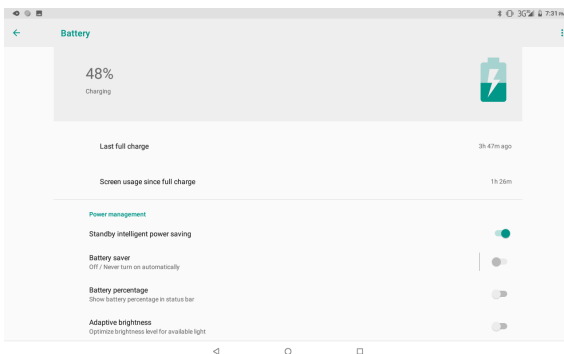 3G 7:31 PM
Battery
48%
Charging
Last full charge 3h 47m ago
Screen usage since full charge 1h 26m
Power management
Standby intelligent power saving
Battery saver
Off / Never turn on automatically
Battery percentage
Show battery percentage in status bar
Adaptive brightness
Optimize brightness level for available light